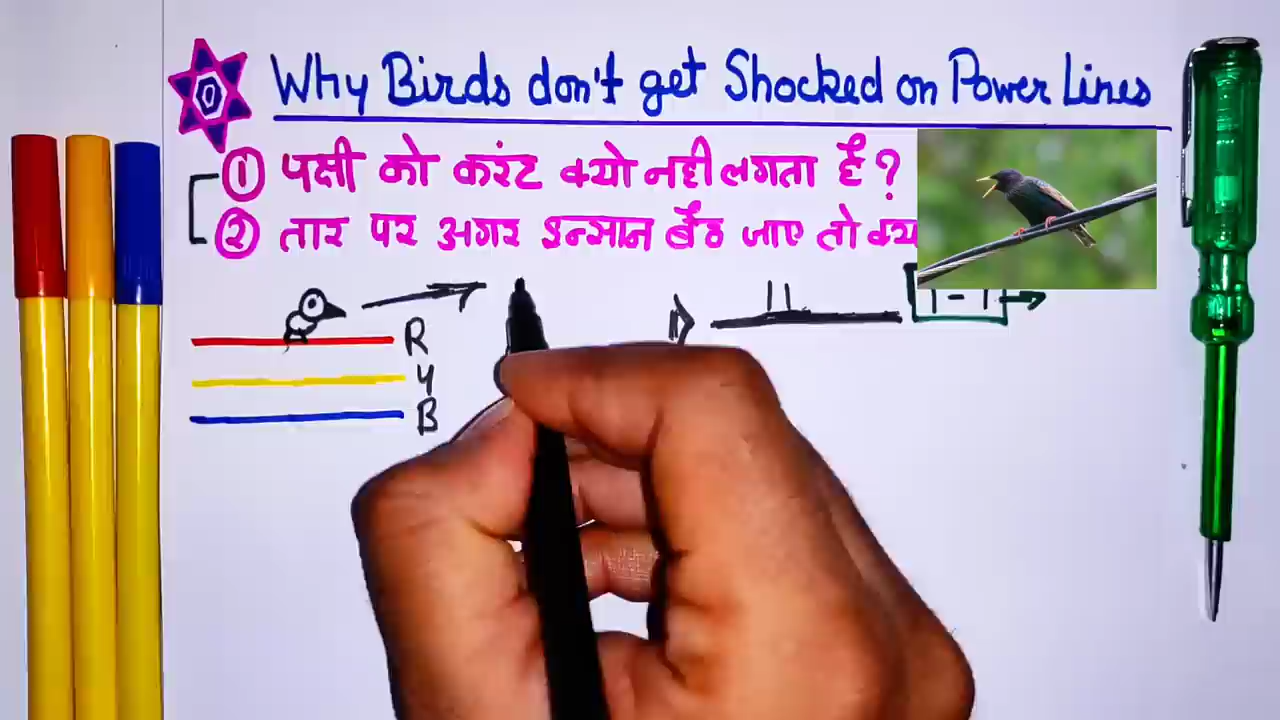 Why Birds don't get Shocked on Power Lines
① पक्षी को करंट क्यो नही लगता है ?
② तार पर अगर इन्सान बैठ जाए तो
R
Y
B